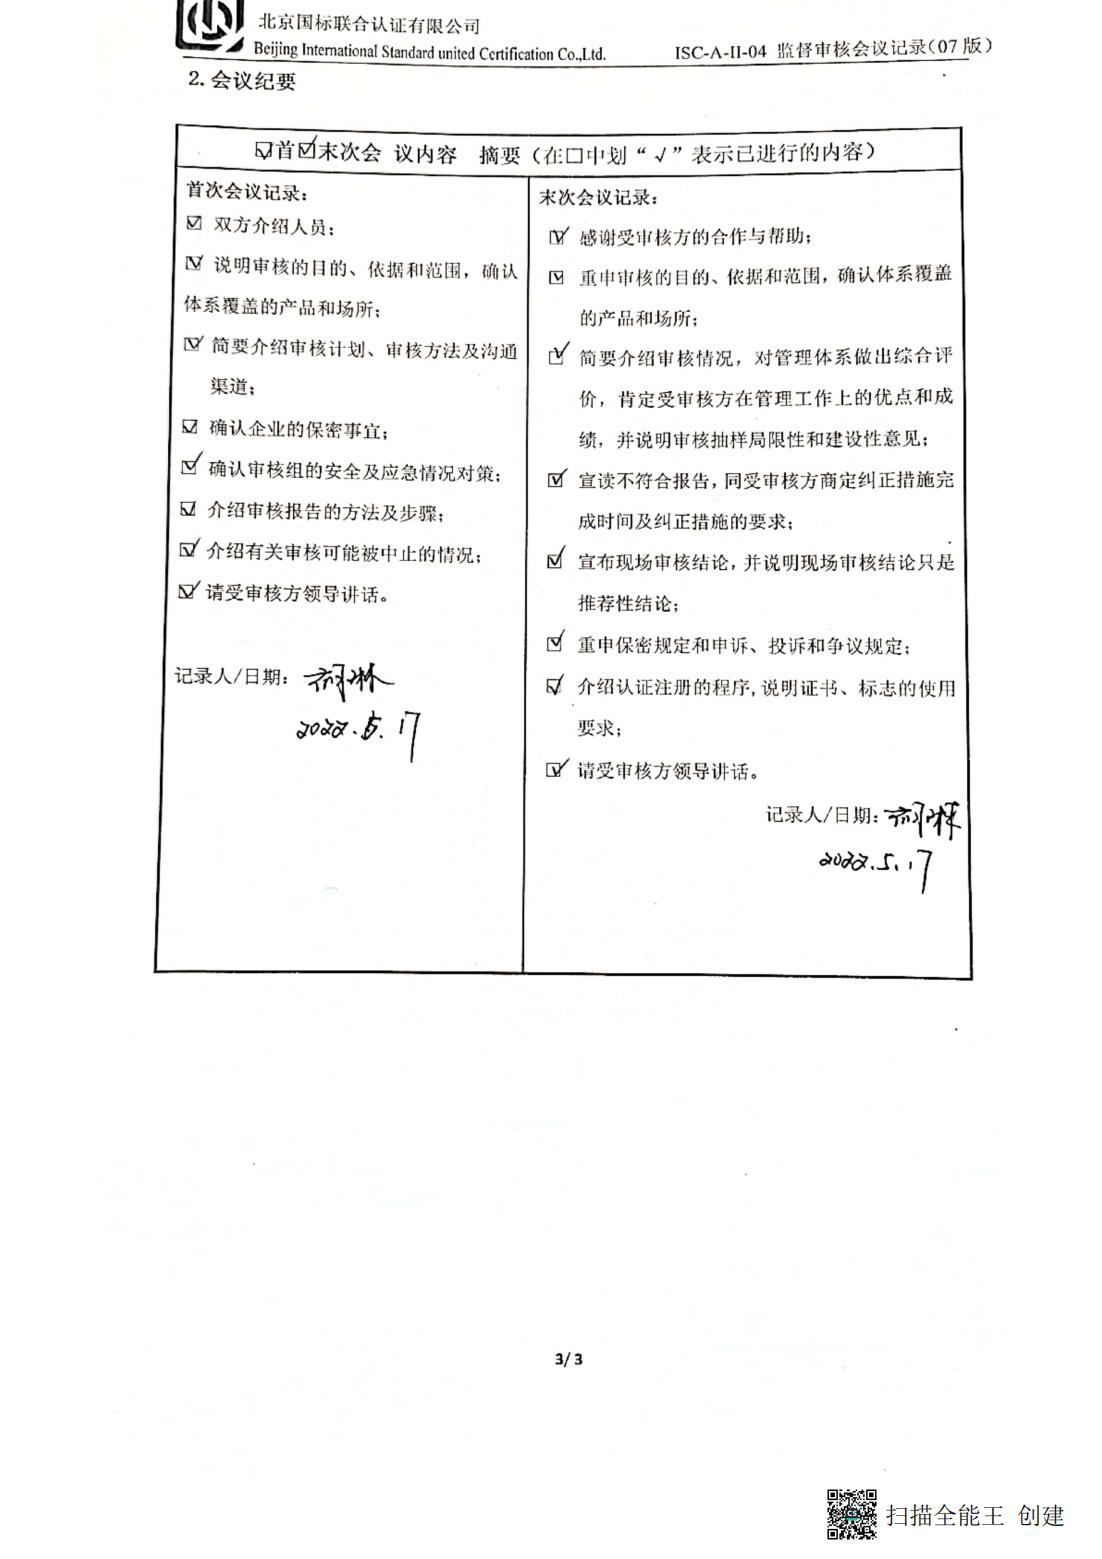 北京国标联合认证有限公司
Beijing International Standard united Certification Co.,Ltd.
ISC-A-II-04 监督审核会议记录(07版)
2. 会议纪要
☑首☑末次会 议内容 摘要（在□中划“√”表示已进行的内容）
首次会议记录:
☑ 双方介绍人员;
☑ 说明审核的目的、依据和范围，确认
体系覆盖的产品和场所;
☑ 简要介绍审核计划、审核方法及沟通
渠道;
☑ 确认企业的保密事宜;
☑ 确认审核组的安全及应急情况对策;
☑ 介绍审核报告的方法及步骤;
☑ 介绍有关审核可能被中止的情况;
☑ 请受审核方领导讲话。
记录人/日期:
2022.5.17
末次会议记录:
☑ 感谢受审核方的合作与帮助;
☑ 重申审核的目的、依据和范围，确认体系覆盖
的产品和场所;
☑ 简要介绍审核情况，对管理体系做出综合评
价，肯定受审核方在管理工作上的优点和成
绩，并说明审核抽样局限性和建设性意见;
☑ 宣读不符合报告，同受审核方商定纠正措施完
成时间及纠正措施的要求;
☑ 宣布现场审核结论，并说明现场审核结论只是
推荐性结论;
☑ 重申保密规定和申诉、投诉和争议规定;
☑ 介绍认证注册的程序,说明证书、标志的使用
要求;
☑ 请受审核方领导讲话。
记录人/日期:
2022.5.17
3/3
扫描全能王 创建